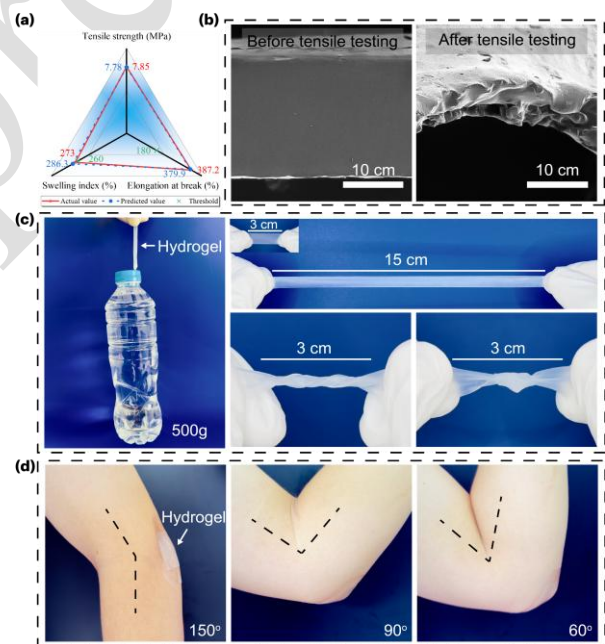 (a)
Tensile strength (MPa)
7.78 7.85
273
286.3 260
180
387.2
379.9
Swelling index (%) Elongation at break (%)
Actual value Predicted value Threshold
(b)
Before tensile testing
10 cm
After tensile testing
10 cm
(c)
Hydrogel
500g
3 cm
15 cm
3 cm
3 cm
(d)
Hydrogel
150°
90°
60°